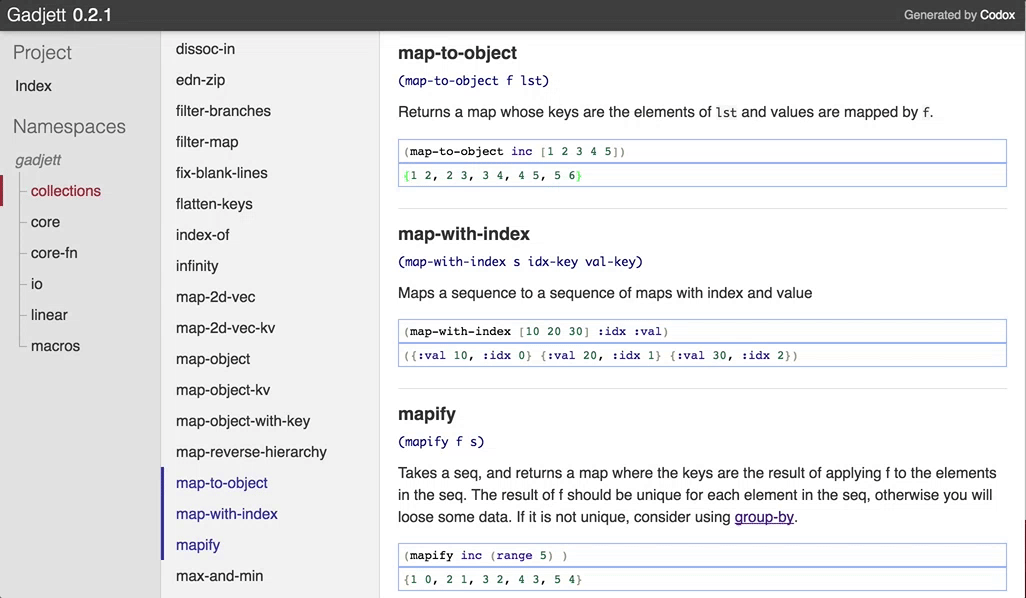 Gadjett 0.2.1
Generated by Codox
Project
Index
Namespaces
gadjett
collections
core
core-fn
io
linear
macros
dissoc-in
edn-zip
filter-branches
filter-map
fix-blank-lines
flatten-keys
index-of
infinity
map-2d-vec
map-2d-vec-kv
map-object
map-object-kv
map-object-with-key
map-reverse-hierarchy
map-to-object
map-with-index
mapify
max-and-min
map-to-object
(map-to-object f lst)
Returns a map whose keys are the elements of lst and values are mapped by f.
(map-to-object inc [1 2 3 4 5])
{1 2, 2 3, 3 4, 4 5, 5 6}
map-with-index
(map-with-index s idx-key val-key)
Maps a sequence to a sequence of maps with index and value
(map-with-index [10 20 30] :idx :val)
({:val 10, :idx 0} {:val 20, :idx 1} {:val 30, :idx 2})
mapify
(mapify f s)
Takes a seq, and returns a map where the keys are the result of applying f to the elements
in the seq. The result of f should be unique for each element in the seq, otherwise you will
loose some data. If it is not unique, consider using group-by.
(mapify inc (range 5) )
{1 0, 2 1, 3 2, 4 3, 5 4}